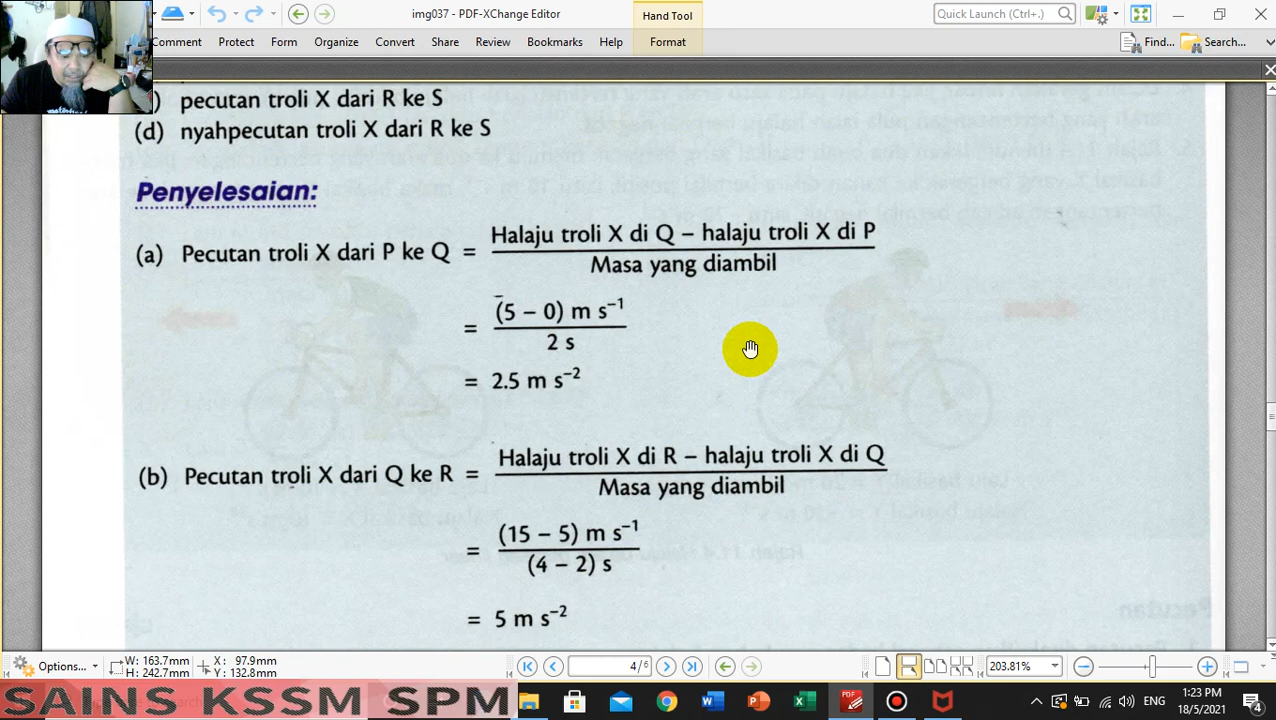 img037 - PDF-XChange Editor
Hand Tool
Quick Launch (Ctrl+.)
Comment Protect Form Organize Convert Share Review Bookmarks Help Format
Find... Search...
) pecutan troli X dari R ke S
(d) nyahpecutan troli X dari R ke S
Penyelesaian:
(a) Pecutan troli X dari P ke Q = Halaju troli X di Q – halaju troli X di P
Masa yang diambil
= (5 – 0) m s⁻¹
2 s
= 2.5 m s⁻²
(b) Pecutan troli X dari Q ke R = Halaju troli X di R – halaju troli X di Q
Masa yang diambil
= (15 – 5) m s⁻¹
(4 – 2) s
= 5 m s⁻²
Options...
W: 163.7mm
H: 242.7mm
X: 97.9mm
Y: 132.8mm
4/6
203.81%
SAINS KSSM SPM
ENG
1:23 PM
18/5/2021